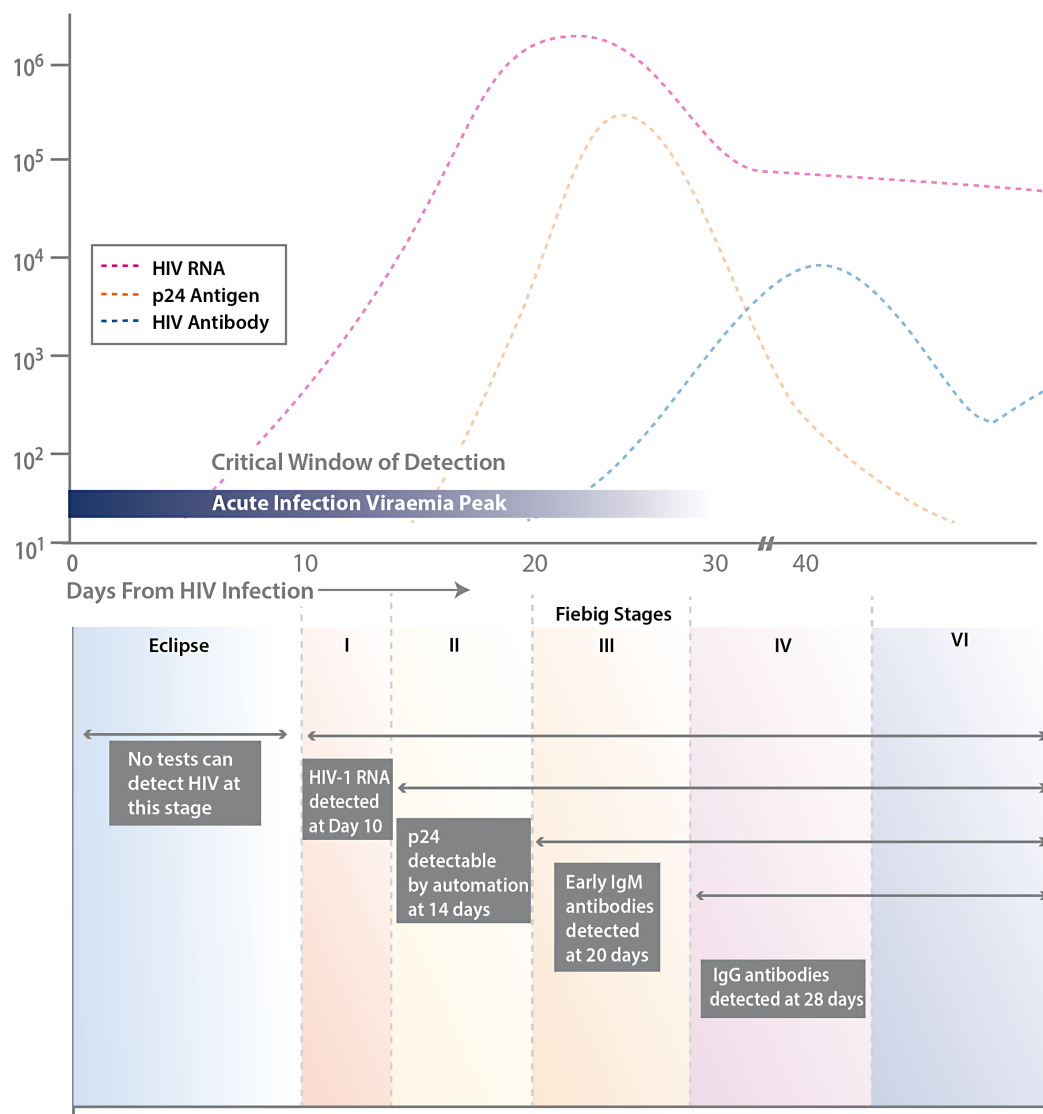 10⁶
10⁵
10⁴
10³
10²
10¹
HIV RNA
p24 Antigen
HIV Antibody
Critical Window of Detection
Acute Infection Viraemia Peak
0
10
20
30
40
Days From HIV Infection
Fiebig Stages
Eclipse
I
II
III
IV
VI
No tests can
detect HIV at
this stage
HIV-1 RNA
detected
at Day 10
p24
detectable
by automation
at 14 days
Early IgM
antibodies
detected
at 20 days
IgG antibodies
detected at 28 days